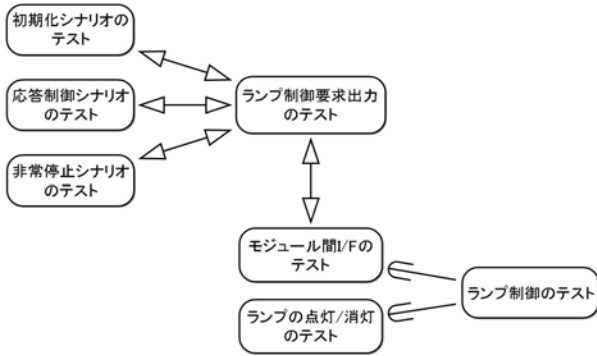 初期化シナリオの
テスト
応答制御シナリオ
のテスト
非常停止シナリオ
のテスト
ランプ制御要求出力
のテスト
モジュール間I/Fの
テスト
ランプの点灯/消灯
のテスト
ランプ制御のテスト